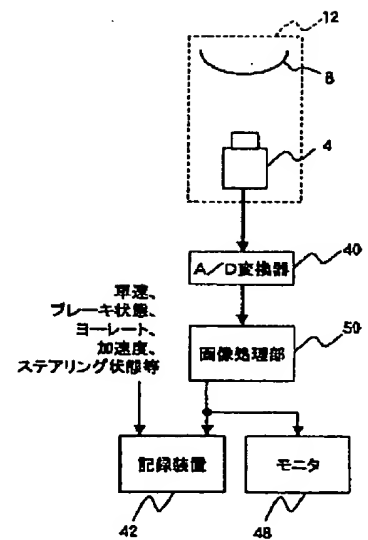 12
8
4
A/D変換器
40
車速、
ブレーキ状態、
ヨーレート、
加速度、
ステアリング状態等
画像処理部
50
記録装置
モニタ
42
48